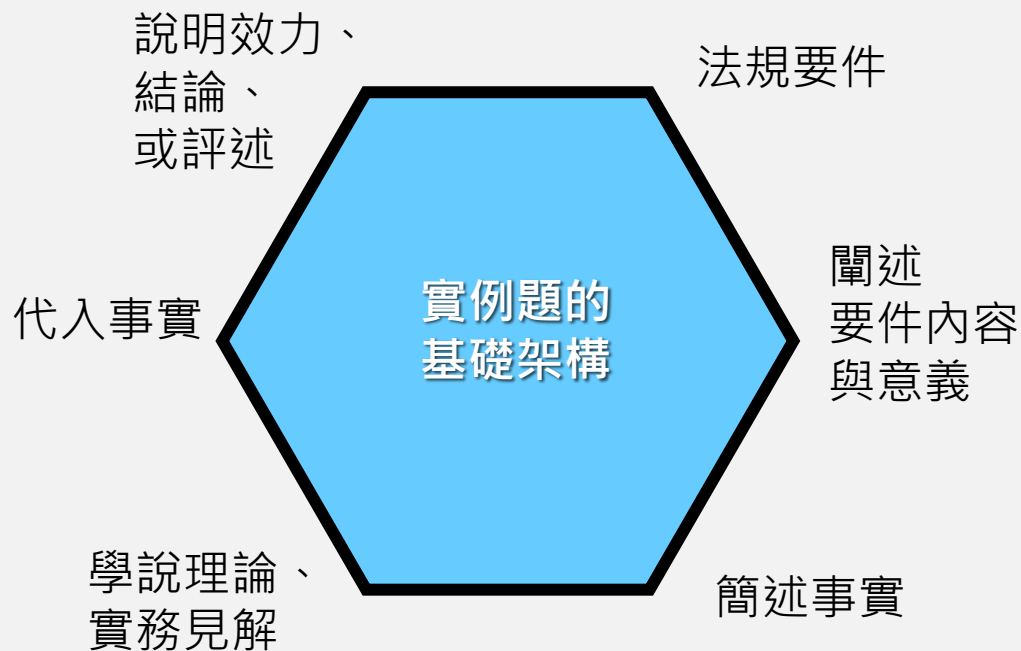 說明效力、
結論、
或評述
法規要件
實例題的
基礎架構
闡述
要件內容
與意義
代入事實
學說理論、
實務見解
簡述事實